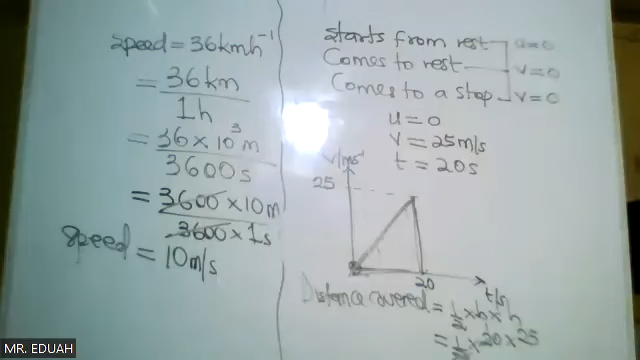 speed = 36kmh⁻¹
= 36km
1h
= 36 × 10³ m
3600s
= 3600 × 10m
3600 × 1s
speed = 10m/s
starts from rest u=0
Comes to rest v=0
Comes to a stop v=0
u=0
v=25m/s
t=20s
v/ms⁻¹
25
20
t/s
Distance covered = ½ × b × h
= ½ × 20 × 25
MR. EDUAH